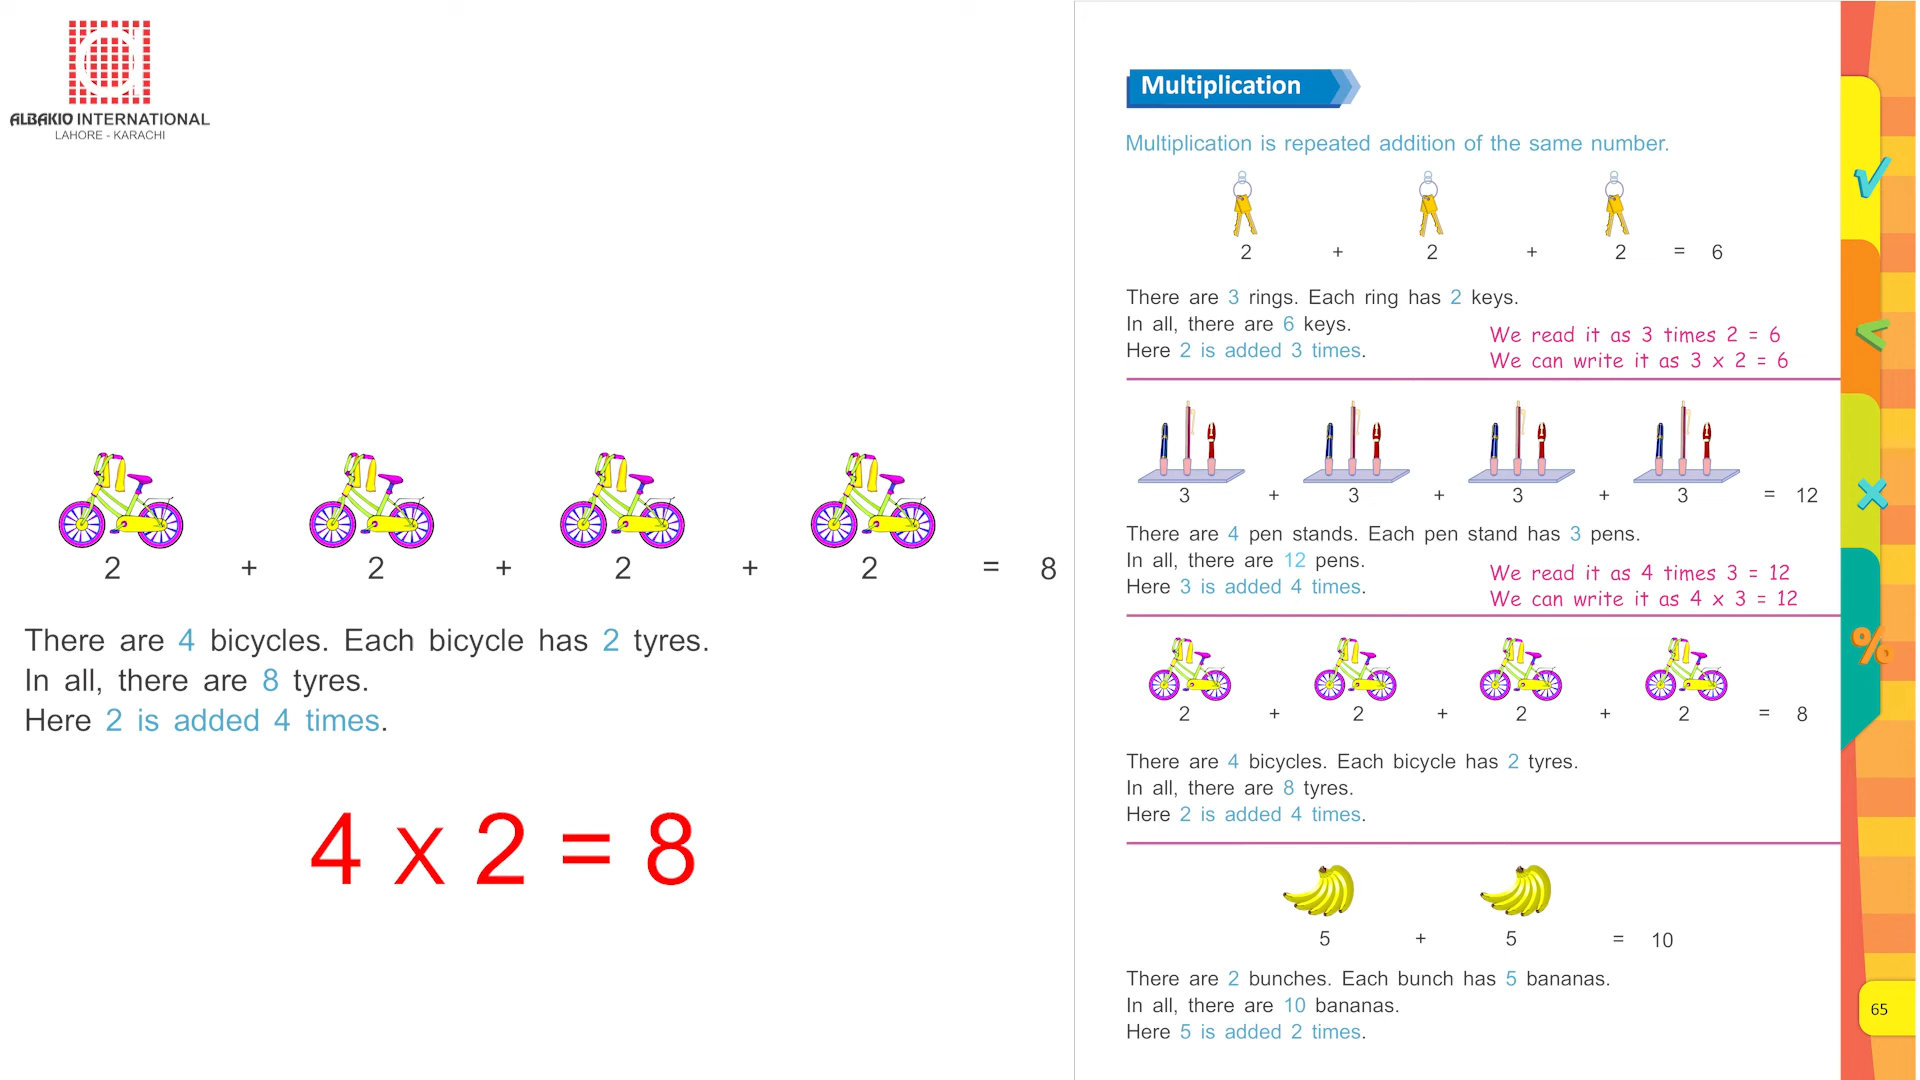 ALBAKIO INTERNATIONAL
LAHORE - KARACHI
2 + 2 + 2 + 2 = 8
There are 4 bicycles. Each bicycle has 2 tyres.
In all, there are 8 tyres.
Here 2 is added 4 times.
4 x 2 = 8
Multiplication
Multiplication is repeated addition of the same number.
2 + 2 + 2 = 6
There are 3 rings. Each ring has 2 keys.
In all, there are 6 keys.
Here 2 is added 3 times.
We read it as 3 times 2 = 6
We can write it as 3 x 2 = 6
3 + 3 + 3 + 3 = 12
There are 4 pen stands. Each pen stand has 3 pens.
In all, there are 12 pens.
Here 3 is added 4 times.
We read it as 4 times 3 = 12
We can write it as 4 x 3 = 12
2 + 2 + 2 + 2 = 8
There are 4 bicycles. Each bicycle has 2 tyres.
In all, there are 8 tyres.
Here 2 is added 4 times.
5 + 5 = 10
There are 2 bunches. Each bunch has 5 bananas.
In all, there are 10 bananas.
Here 5 is added 2 times.
√
<
×
%
65